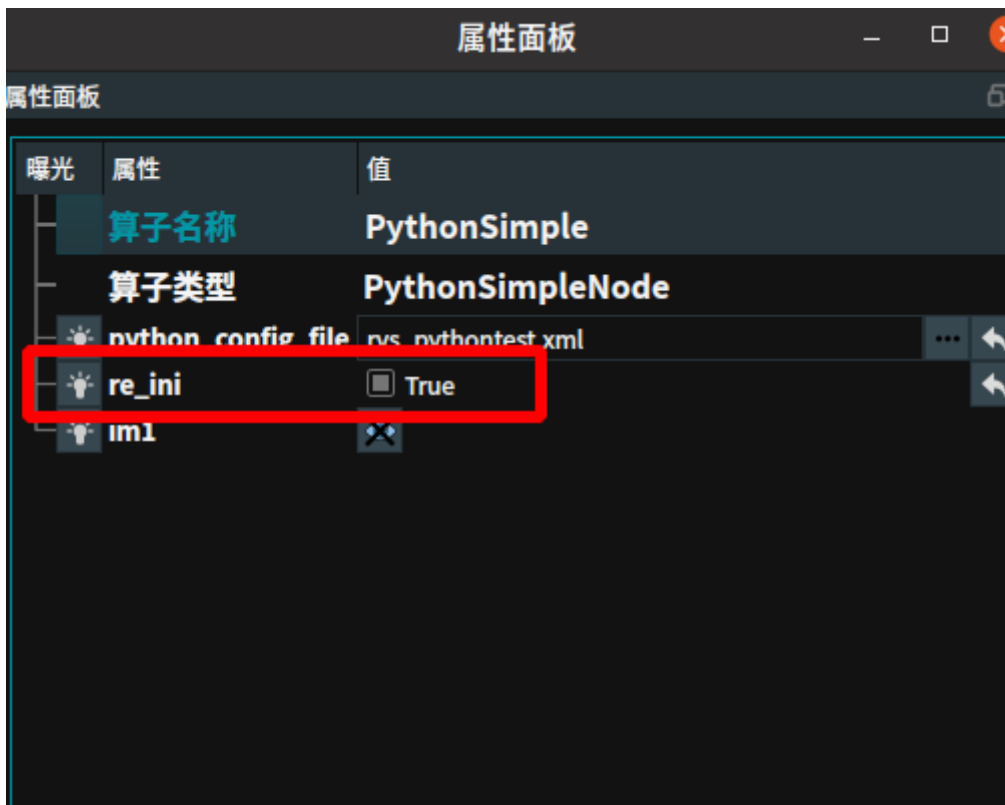 属性面板
属性面板
曝光 属性 值
算子名称 PythonSimple
算子类型 PythonSimpleNode
python_config_file rvs_pythontest.xml
re_ini True
im1